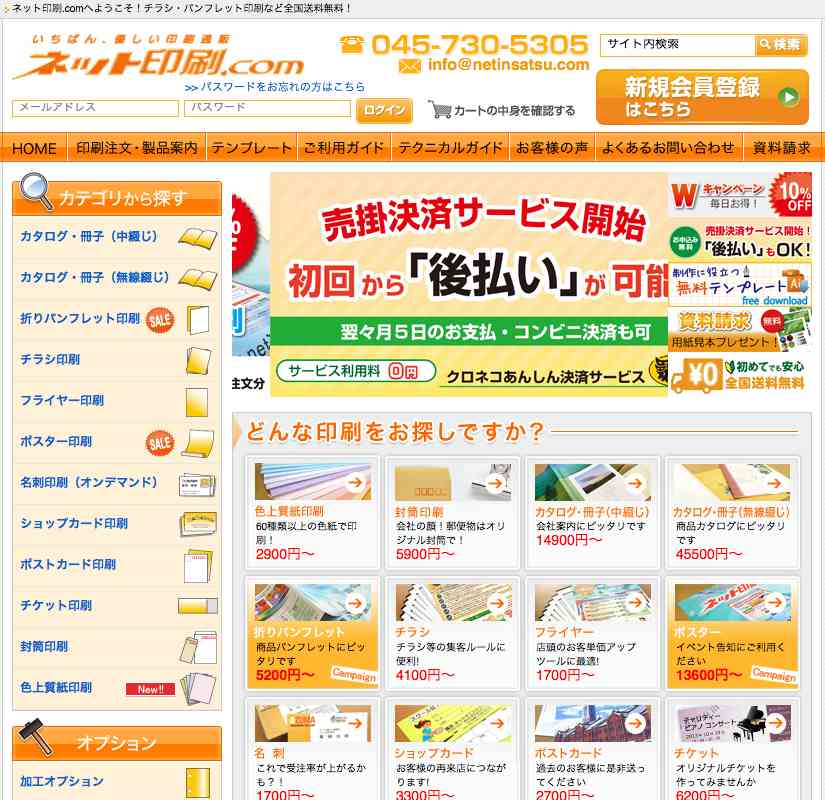 ネット印刷.comへようこそ！チラシ・パンフレット印刷など全国送料無料！
いちばん、優しい印刷通販
ネット印刷.com
045-730-5305
info@netinsatsu.com
サイト内検索
検索
>> パスワードをお忘れの方はこちら
メールアドレス
パスワード
ログイン
カートの中身を確認する
新規会員登録
はこちら
HOME
印刷注文・製品案内
テンプレート
ご利用ガイド
テクニカルガイド
お客様の声
よくあるお問い合わせ
資料請求
カテゴリから探す
カタログ・冊子（中綴じ）
カタログ・冊子（無線綴じ）
折りパンフレット印刷
SALE
チラシ印刷
フライヤー印刷
ポスター印刷
SALE
名刺印刷（オンデマンド）
ショップカード印刷
ポストカード印刷
チケット印刷
封筒印刷
色上質紙印刷
New!!
オプション
加工オプション
注文分
売掛決済サービス開始
初回から「後払い」が可能
翌々月５日のお支払・コンビニ決済も可
サービス利用料 0円
クロネコあんしん決済サービス
Wキャンペーン
毎日お得！
10%
OFF
お申込み
無料
売掛決済サービス開始！
「後払い」もOK！
制作に役立つ
無料テンプレート
Ai
free download
資料請求
無料
用紙見本プレゼント！
¥0
初めてでも安心
全国送料無料
どんな印刷をお探しですか？
色上質紙印刷
60種類以上の色紙で印
刷！
2900円～
封筒印刷
会社の顔！郵便物はオリ
ジナル封筒で！
5900円～
カタログ・冊子(中綴じ)
会社案内にピッタリです
14900円～
カタログ・冊子(無線綴じ)
商品カタログにピッタリ
です
45500円～
折りパンフレット
商品パンフレットにピッ
タリです
5200円～
Campaign
チラシ
チラシ等の集客ルールに
便利!
4100円～
フライヤー
店頭のお客単価アップ
ツールに最適!
1700円～
ポスター
イベント告知にご利用く
ださい
13600円～
Campaign
名 刺
これで受注率が上がるか
も？！
1700円～
ショップカード
お客様の再来店につなが
ります!
3300円～
ポストカード
過去のお客様に是非送っ
てください
2700円～
チャリティー
ピアノ コンサート
チケット
オリジナルチケットを
作ってみませんか
6200円～